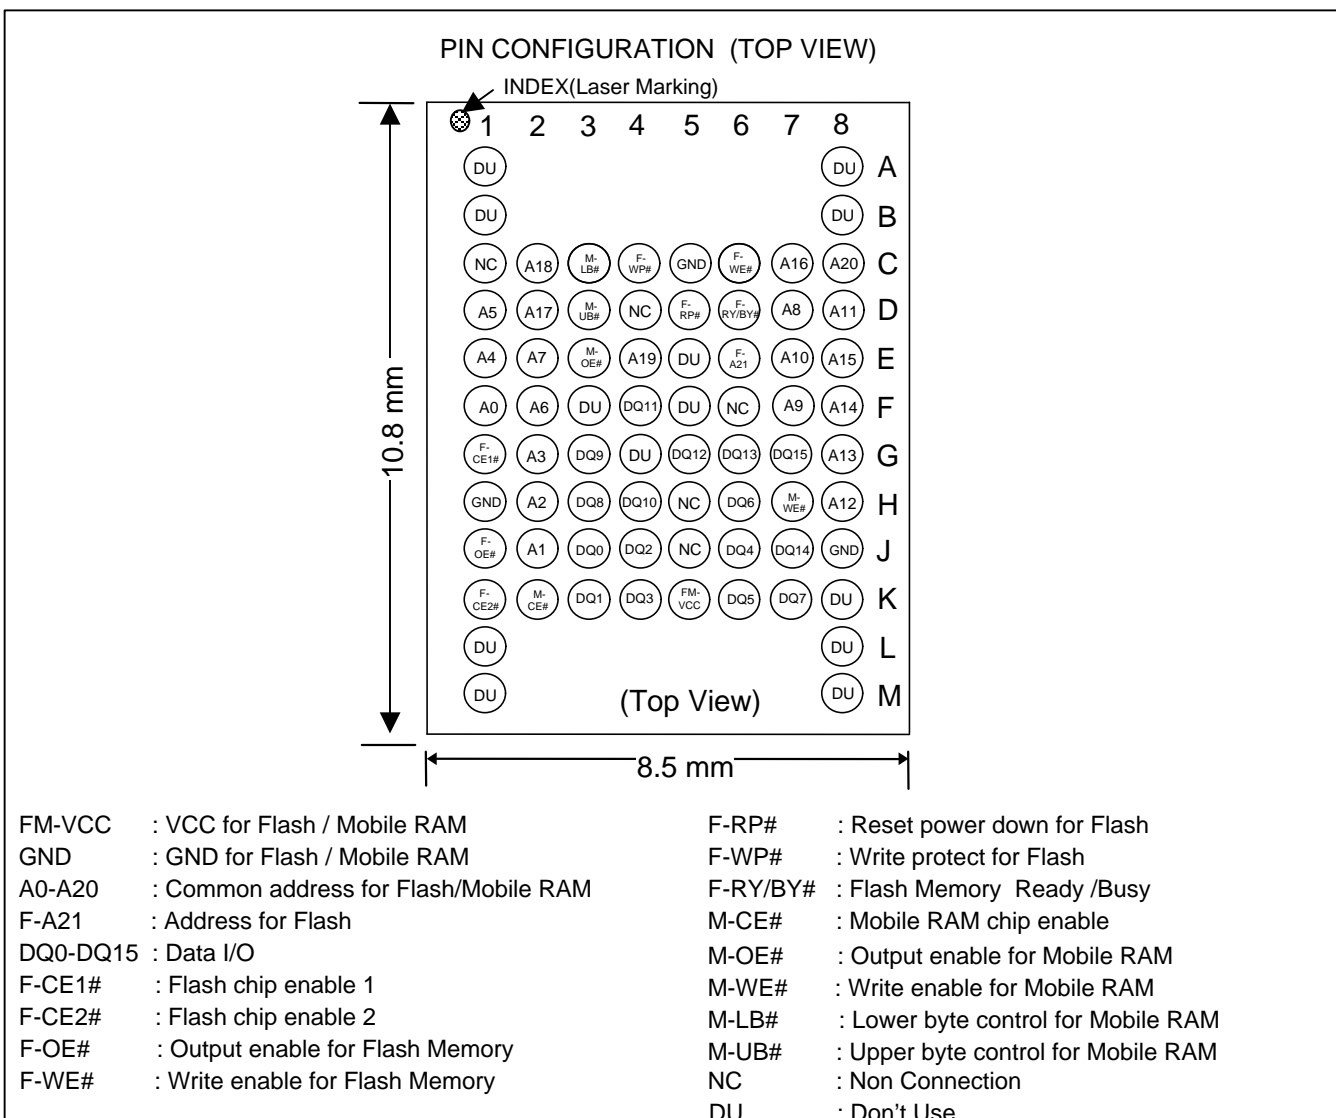 PIN CONFIGURATION (TOP VIEW)
INDEX(Laser Marking)
1 2 3 4 5 6 7 8
DU DU A
DU DU B
NC A18 M-LB# F-WP# GND F-WE# A16 A20 C
A5 A17 M-UB# NC F-RP# F-RY/BY# A8 A11 D
A4 A7 M-OE# A19 DU F-A21 A10 A15 E
A0 A6 DU DQ11 DU NC A9 A14 F
F-CE1# A3 DQ9 DU DQ12 DQ13 DQ15 A13 G
GND A2 DQ8 DQ10 NC DQ6 M-WE# A12 H
F-OE# A1 DQ0 DQ2 NC DQ4 DQ14 GND J
F-CE2# M-CE# DQ1 DQ3 FM-VCC DQ5 DQ7 DU K
DU DU L
DU (Top View) DU M
10.8 mm
8.5 mm
FM-VCC : VCC for Flash / Mobile RAM
GND : GND for Flash / Mobile RAM
A0-A20 : Common address for Flash/Mobile RAM
F-A21 : Address for Flash
DQ0-DQ15 : Data I/O
F-CE1# : Flash chip enable 1
F-CE2# : Flash chip enable 2
F-OE# : Output enable for Flash Memory
F-WE# : Write enable for Flash Memory
F-RP# : Reset power down for Flash
F-WP# : Write protect for Flash
F-RY/BY# : Flash Memory Ready /Busy
M-CE# : Mobile RAM chip enable
M-OE# : Output enable for Mobile RAM
M-WE# : Write enable for Mobile RAM
M-LB# : Lower byte control for Mobile RAM
M-UB# : Upper byte control for Mobile RAM
NC : Non Connection
DU : Don't Use